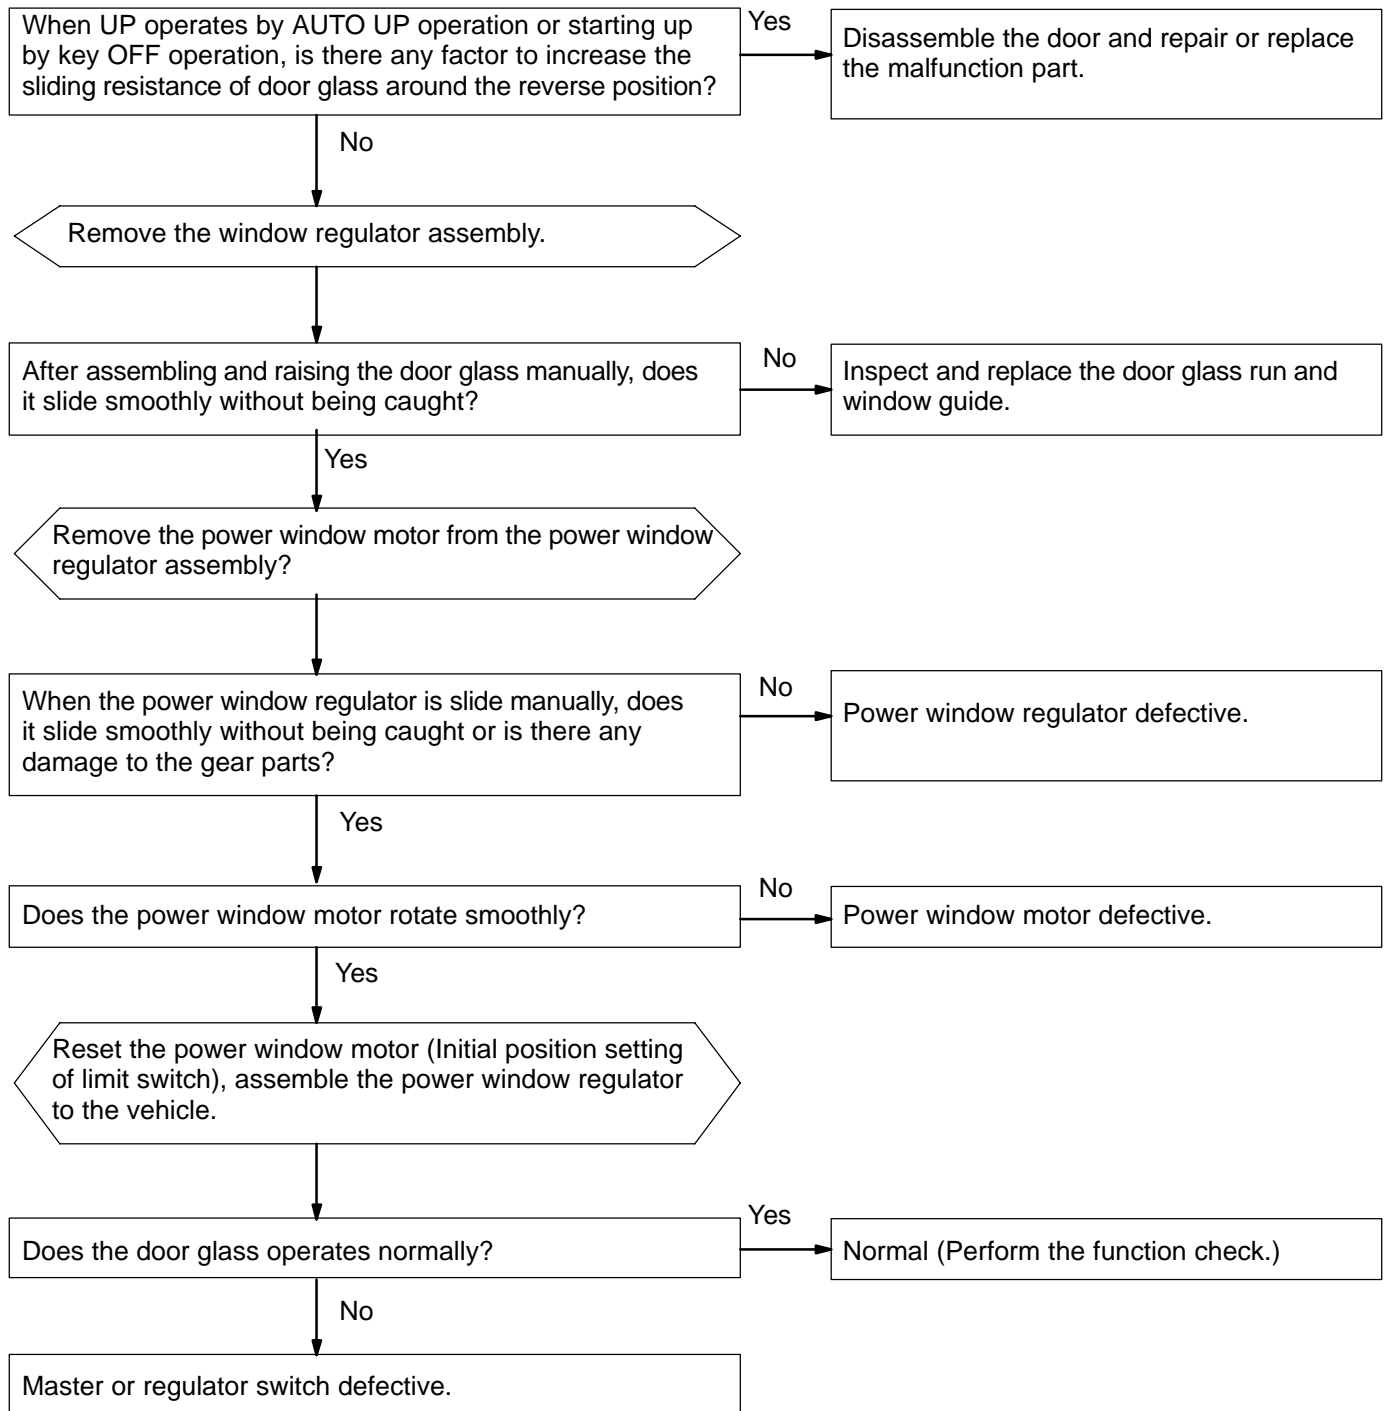 When UP operates by AUTO UP operation or starting up
by key OFF operation, is there any factor to increase the
sliding resistance of door glass around the reverse position?
Yes
Disassemble the door and repair or replace
the malfunction part.
No
Remove the window regulator assembly.
After assembling and raising the door glass manually, does
it slide smoothly without being caught?
No
Inspect and replace the door glass run and
window guide.
Yes
Remove the power window motor from the power window
regulator assembly?
When the power window regulator is slide manually, does
it slide smoothly without being caught or is there any
damage to the gear parts?
No
Power window regulator defective.
Yes
Does the power window motor rotate smoothly?
No
Power window motor defective.
Yes
Reset the power window motor (Initial position setting
of limit switch), assemble the power window regulator
to the vehicle.
Does the door glass operates normally?
Yes
Normal (Perform the function check.)
No
Master or regulator switch defective.